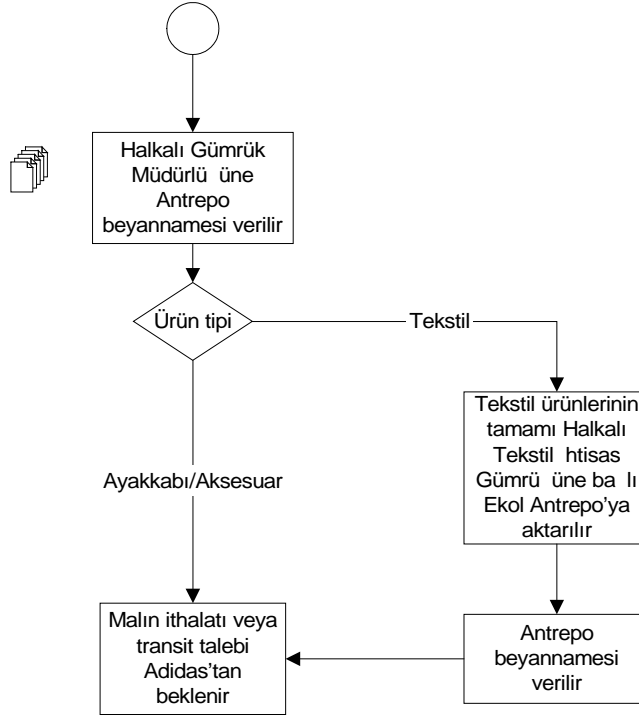 Halkalı Gümrük
Müdürlü üne
Antrepo
beyannamesi verilir
Ürün tipi
Tekstil
Tekstil ürünlerinin
tamamı Halkalı
Tekstil htisas
Gümrü üne ba lı
Ekol Antrepo’ya
aktarılır
Ayakkabı/Aksesuar
Malın ithalatı veya
transit talebi
Adidas’tan
beklenir
Antrepo
beyannamesi
verilir